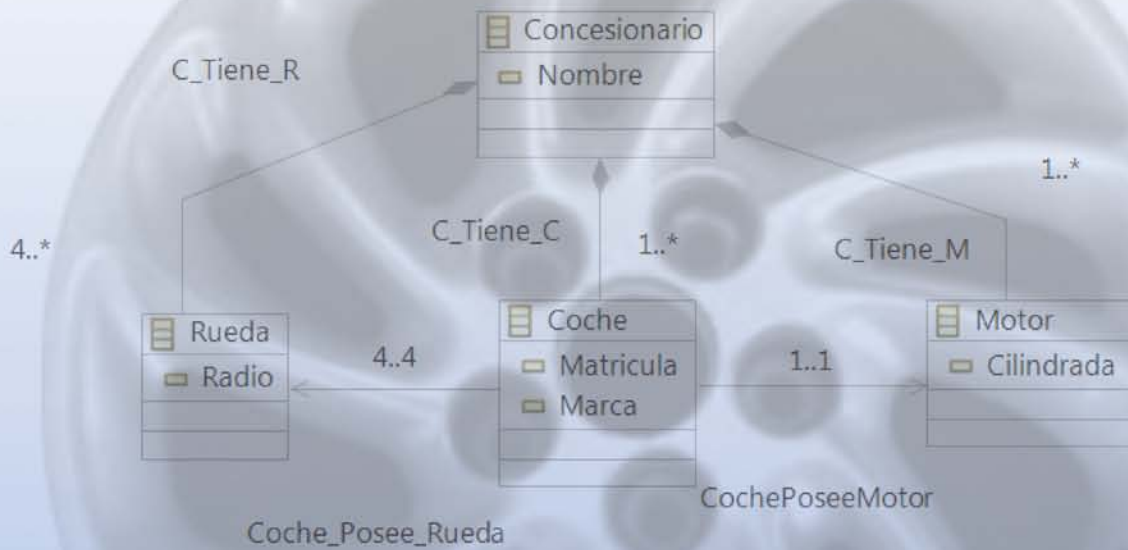 Concesionario
Nombre
C_Tiene_R
1..*
4..*
C_Tiene_C
1..*
C_Tiene_M
Rueda
Radio
4..4
Coche
Matricula
Marca
1..1
Motor
Cilindrada
CochePoseeMotor
Coche_Posee_Rueda